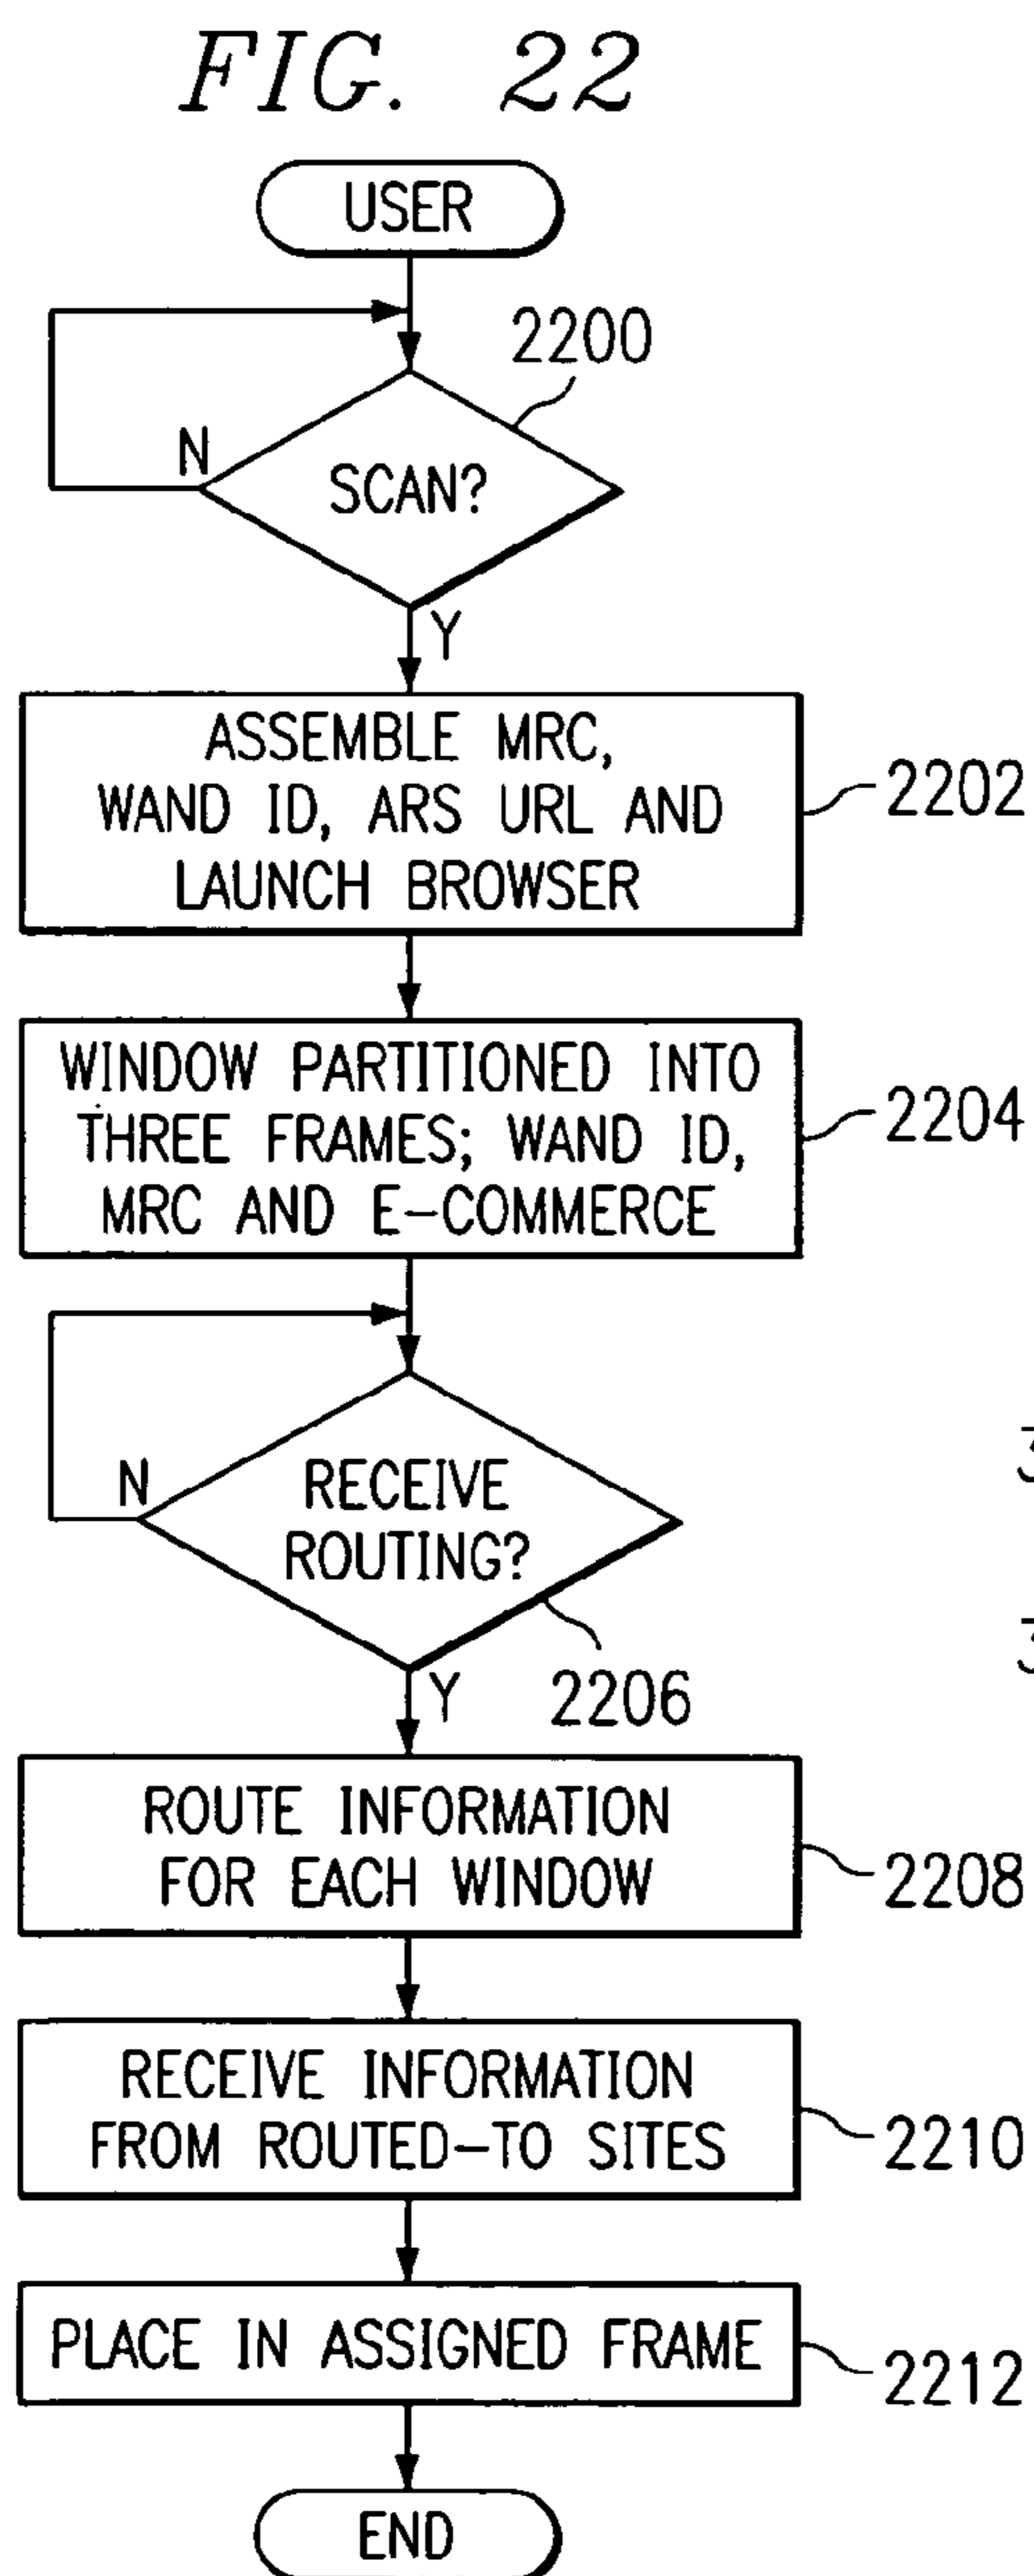 FIG. 22
USER
2200
N
SCAN?
Y
ASSEMBLE MRC,
WAND ID, ARS URL AND
LAUNCH BROWSER
2202
WINDOW PARTITIONED INTO
THREE FRAMES; WAND ID,
MRC AND E-COMMERCE
2204
N
RECEIVE
ROUTING?
Y
2206
ROUTE INFORMATION
FOR EACH WINDOW
2208
RECEIVE INFORMATION
FROM ROUTED-TO SITES
2210
PLACE IN ASSIGNED FRAME
2212
END